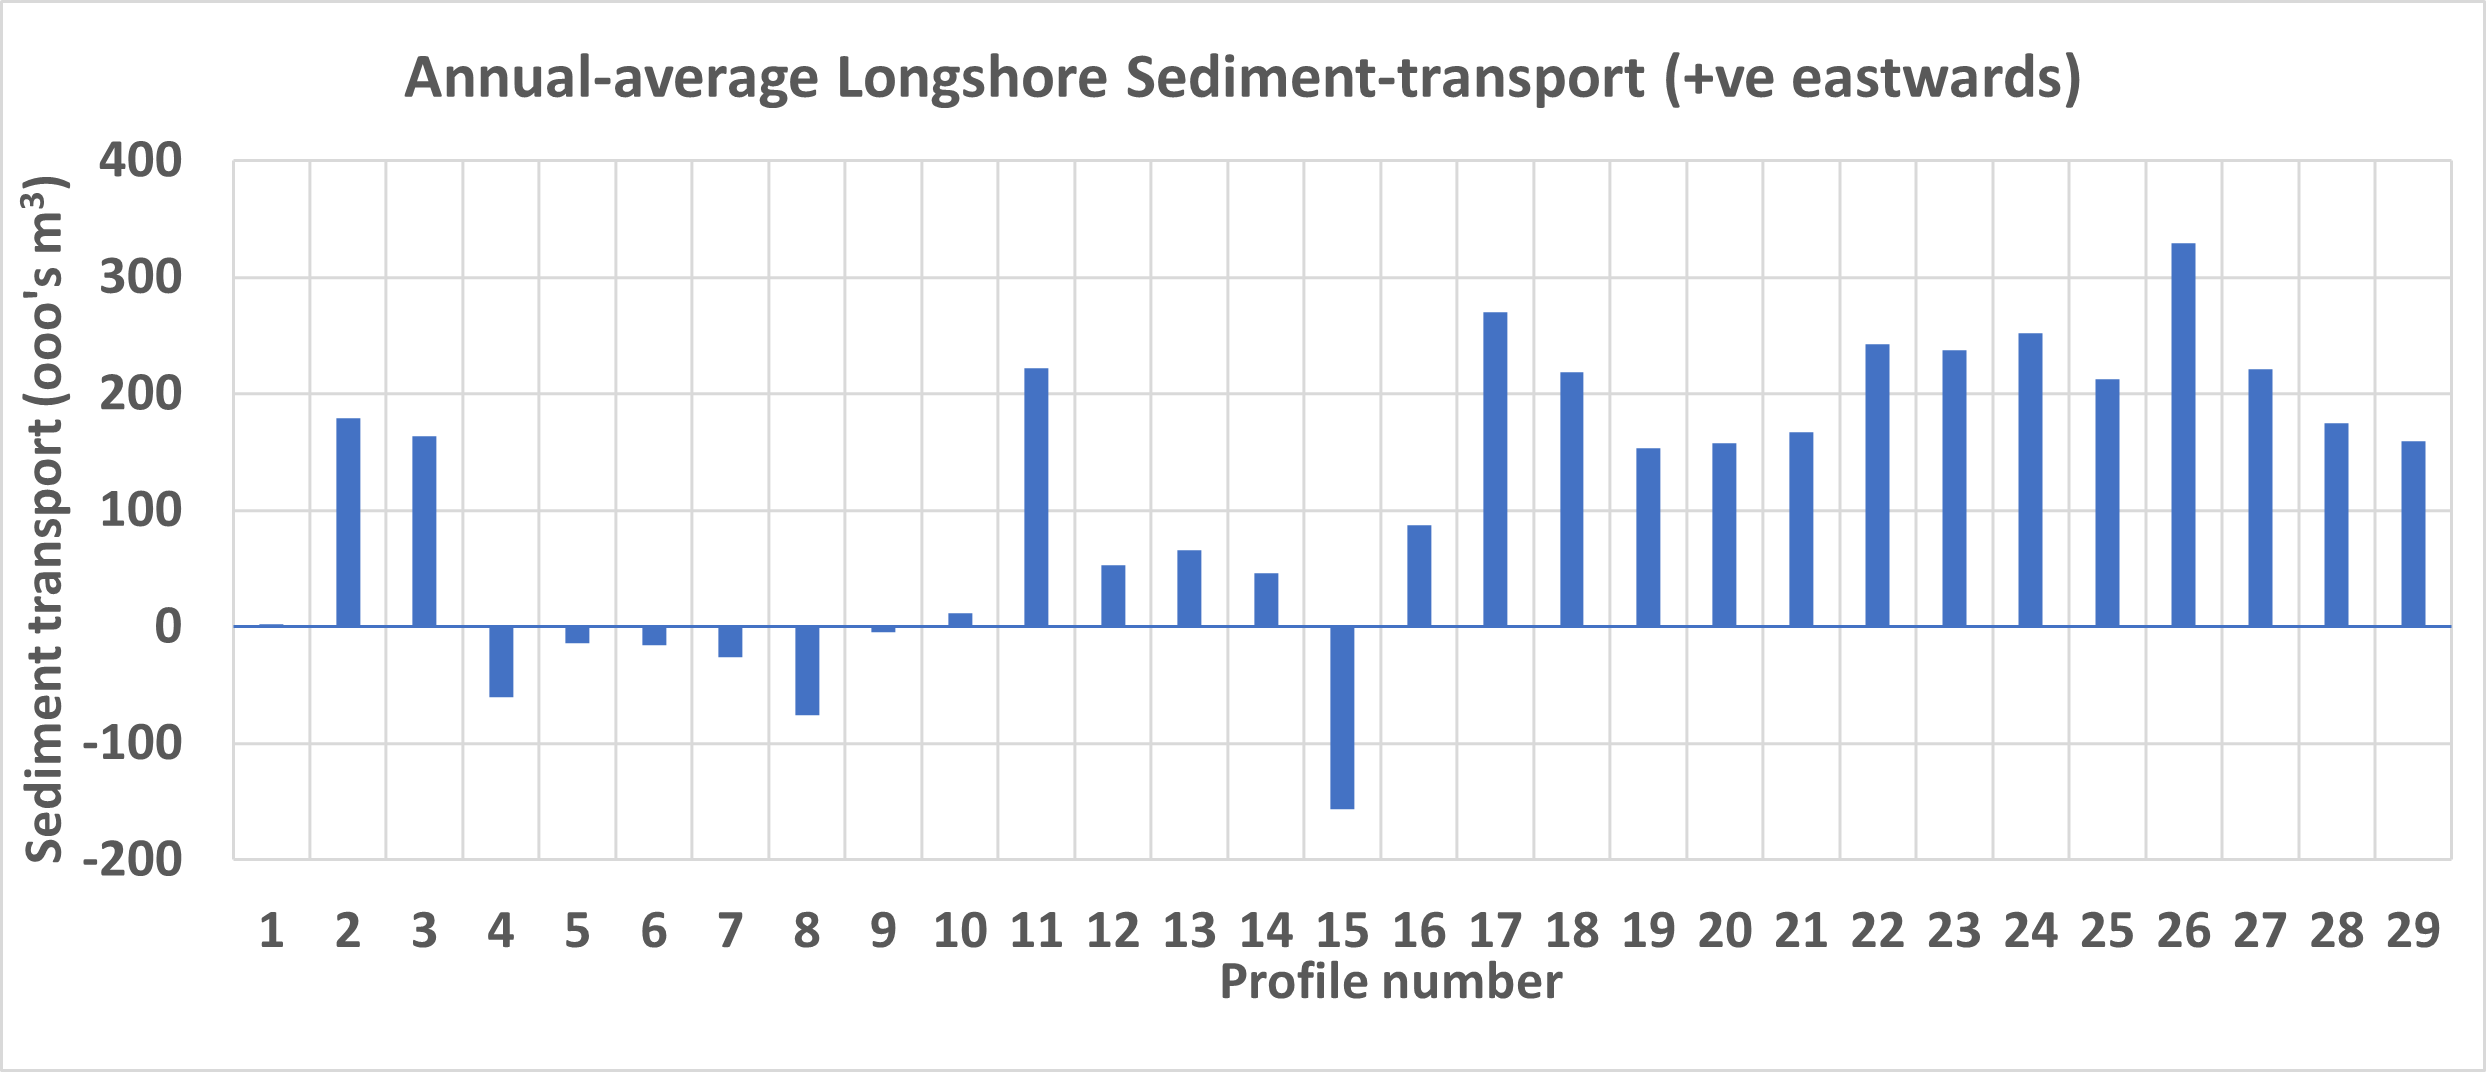 Annual-average Longshore Sediment-transport (+ve eastwards)
Sediment transport (ooo's m³)
400
300
200
100
0
-100
-200
1 2 3 4 5 6 7 8 9 10 11 12 13 14 15 16 17 18 19 20 21 22 23 24 25 26 27 28 29
Profile number